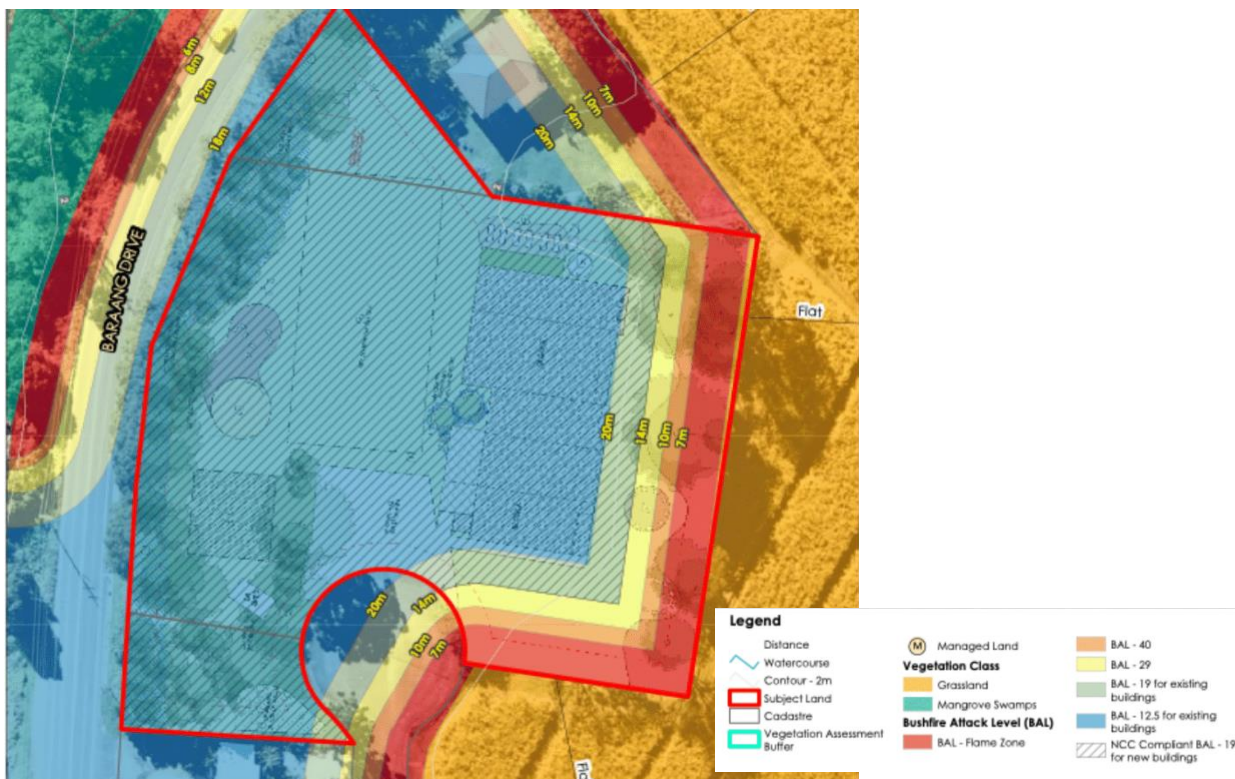 6m
8m
12m
18m
BARAANG DRIVE
7m
10m
14m
20m
2
Flat
20m
14m
10m
7m
20m
14m
10m
7m
Legend
Distance
Watercourse
Contour - 2m
Subject Land
Cadastre
Vegetation Assessment
Buffer
M Managed Land
Vegetation Class
Grassland
Mangrove Swamps
Bushfire Attack Level (BAL)
BAL - Flame Zone
BAL - 40
BAL - 29
BAL - 19 for existing
buildings
BAL - 12.5 for existing
buildings
NCC Compliant BAL - 19
for new buildings